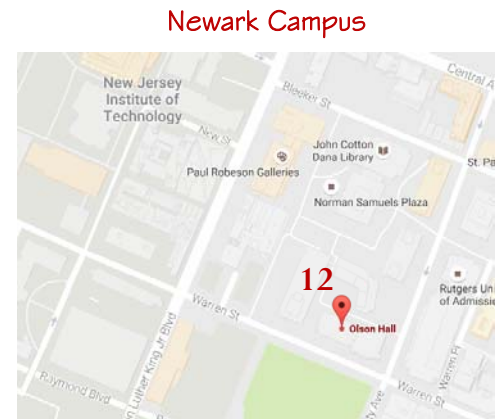 Newark Campus
Central A
New Jersey
Institute of
Technology
Bleeker St
New St
John Cotton
Dana Library
St. Pa
Paul Robeson Galleries
Norman Samuels Plaza
12
Rutgers Un
of Admissi
Warren St
Olson Hall
n Luther King Jr Blvd
Raymond Blvd
ty Ave
Warren Pl
Warren St